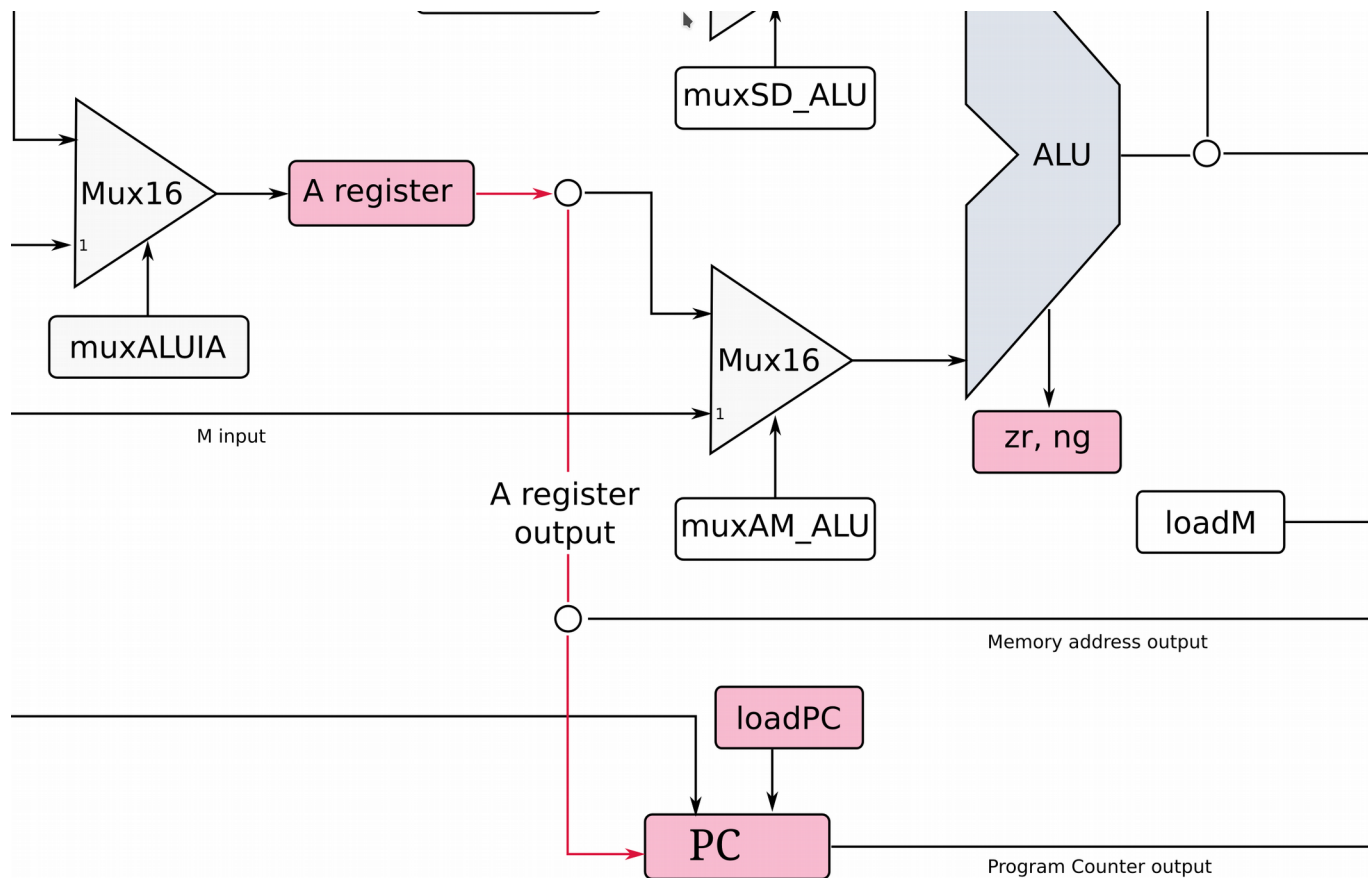 muxSD_ALU
ALU
Mux16
1
A register
muxALUIA
Mux16
1
M input
zr, ng
A register
output
muxAM_ALU
loadM
Memory address output
loadPC
PC
Program Counter output